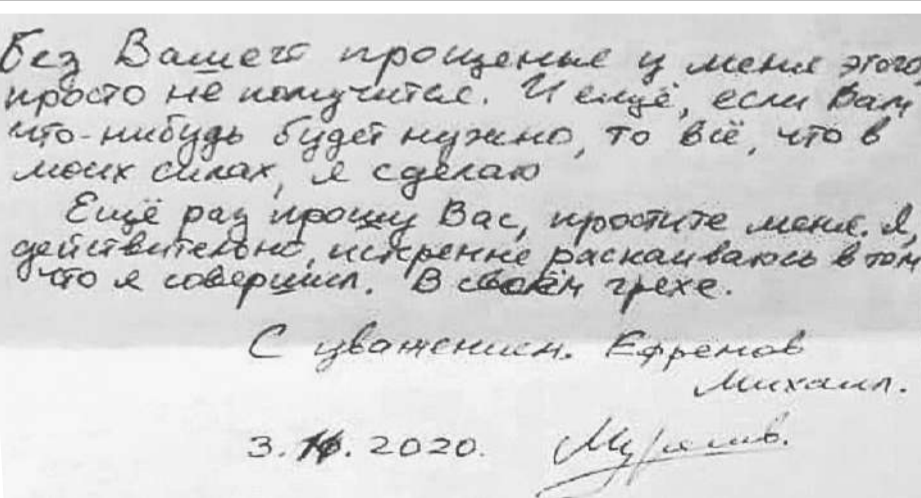 Без Вашего прощенье у меня этого
просто не получится. И ещё, если Вам
что-нибудь будет нужно, то всё, что в
моих силах, я сделаю
Ещё раз прошу Вас, простите меня. Я,
действительно, искренне раскаиваюсь в том
что я совершил. В своём грехе.
С уважением. Ефремов
Михаил.
3. . 2020.